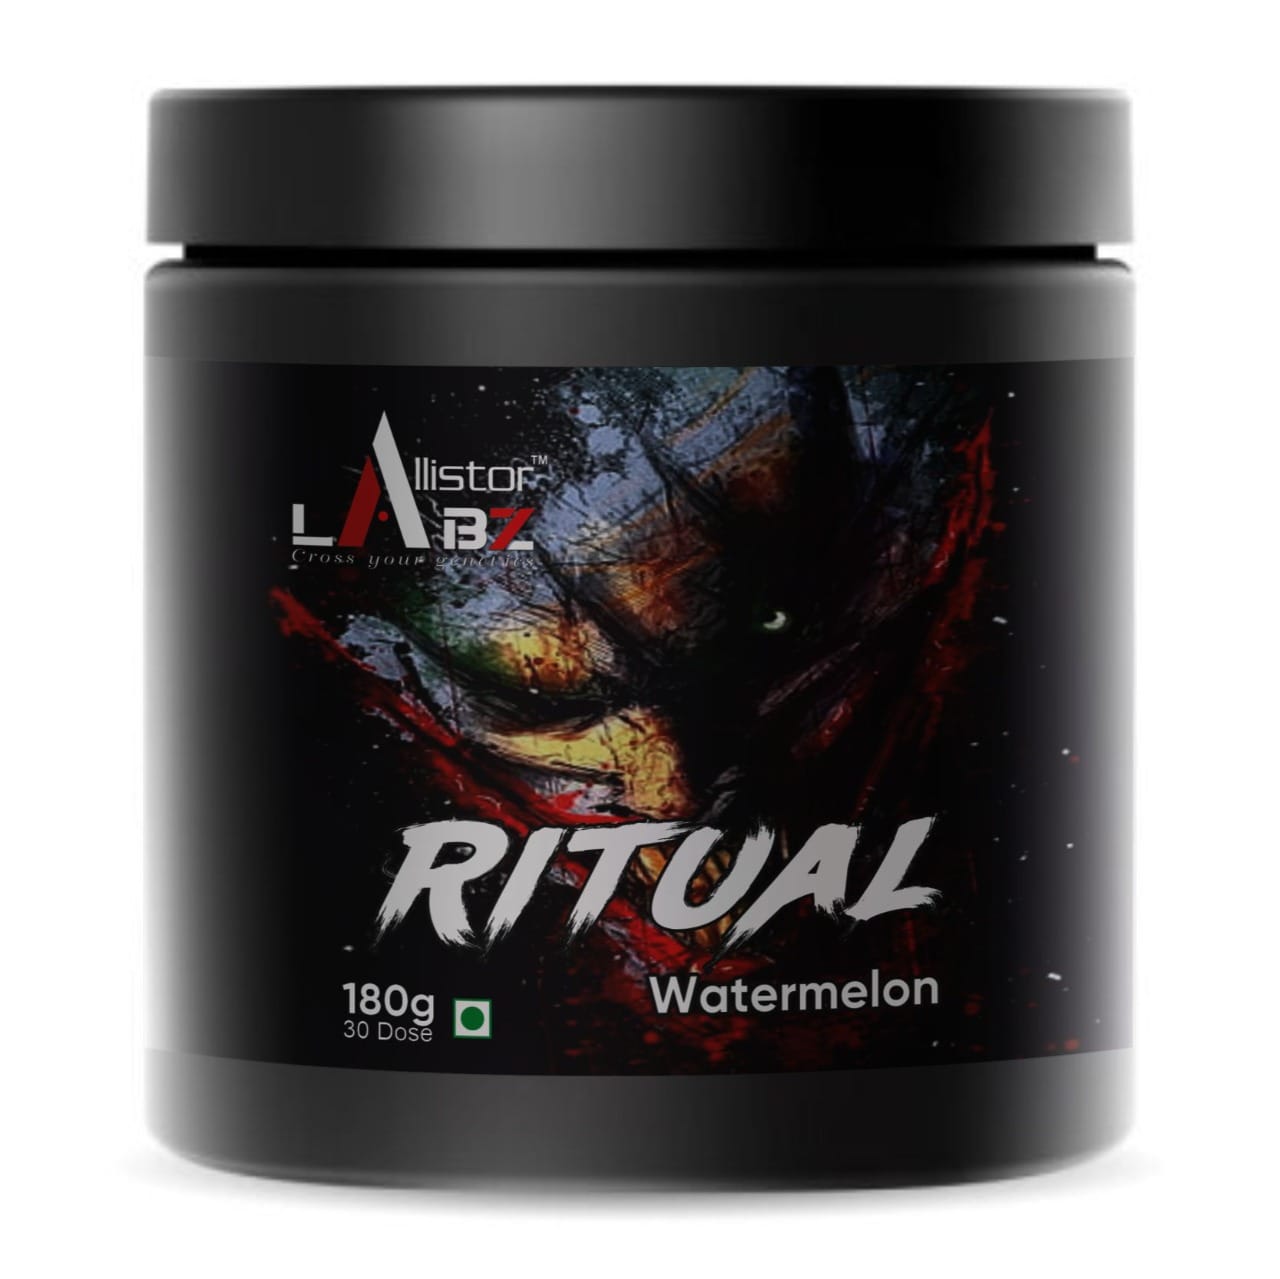 Allistor™
LABZ
Cross your genetics
RITUAL
Watermelon
180g
30 Dose